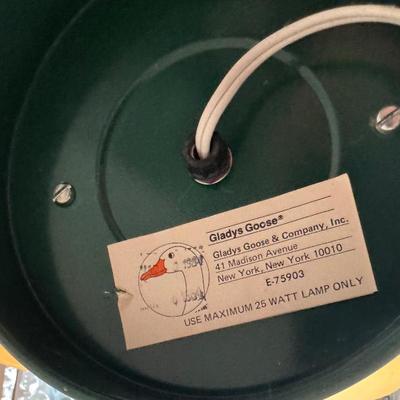 Gladys Goose®
Gladys Goose & Company, Inc.
41 Madison Avenue
New York, New York 10010
E-75903
USE MAXIMUM 25 WATT LAMP ONLY